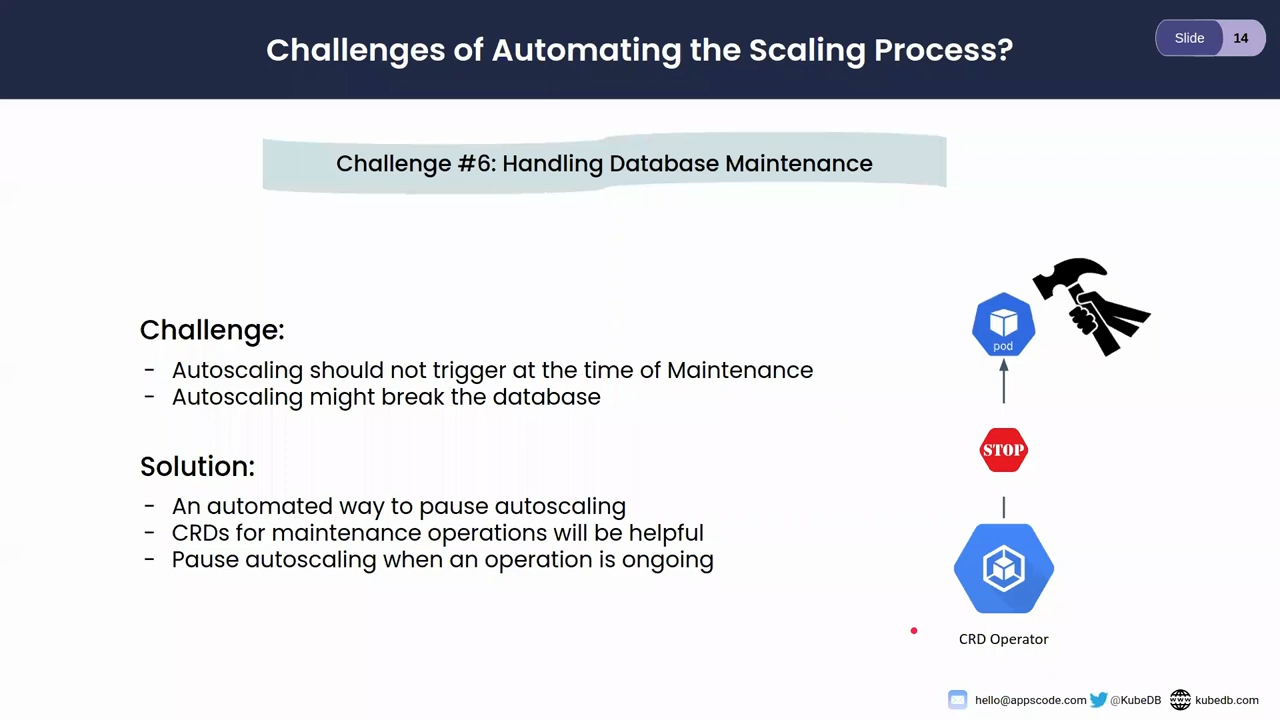 Challenges of Automating the Scaling Process?
Slide 14
Challenge #6: Handling Database Maintenance
Challenge:
- Autoscaling should not trigger at the time of Maintenance
- Autoscaling might break the database
Solution:
- An automated way to pause autoscaling
- CRDs for maintenance operations will be helpful
- Pause autoscaling when an operation is ongoing
pod
STOP
CRD Operator
hello@appscode.com @KubeDB kubedb.com